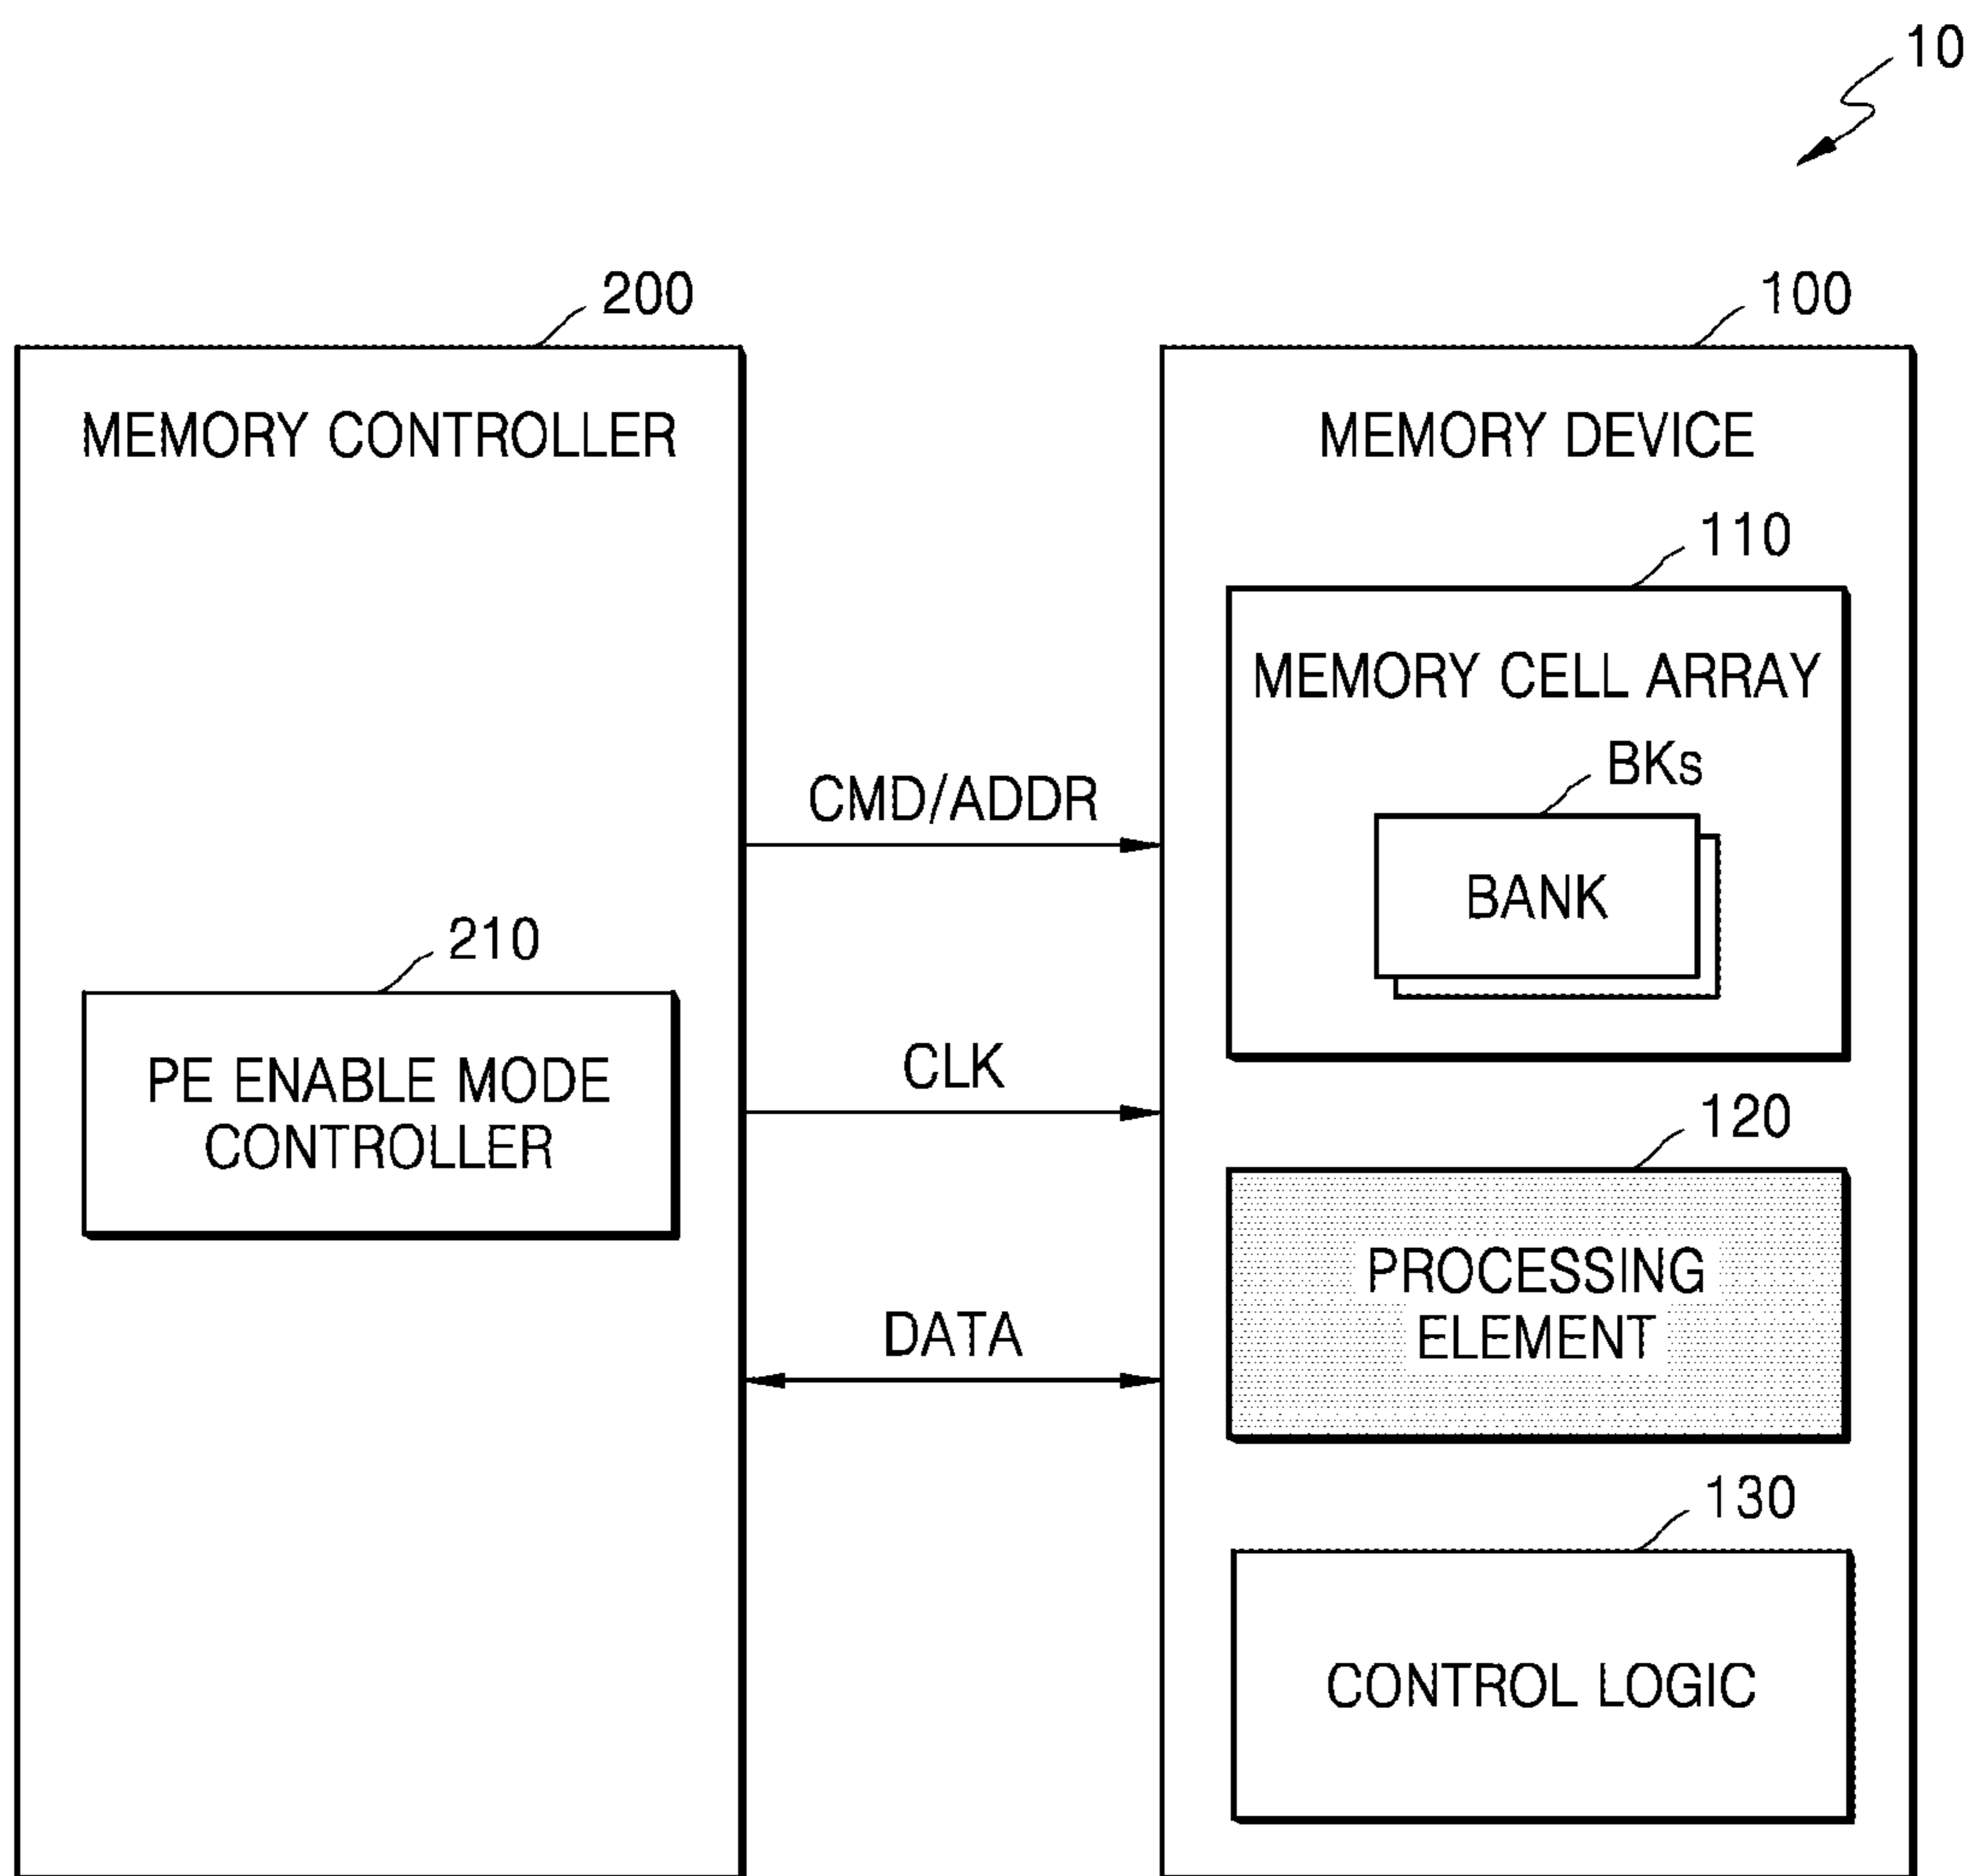 10
200
100
MEMORY CONTROLLER
MEMORY DEVICE
110
MEMORY CELL ARRAY
BKs
CMD/ADDR
BANK
210
PE ENABLE MODE
CONTROLLER
CLK
120
PROCESSING
ELEMENT
DATA
130
CONTROL LOGIC